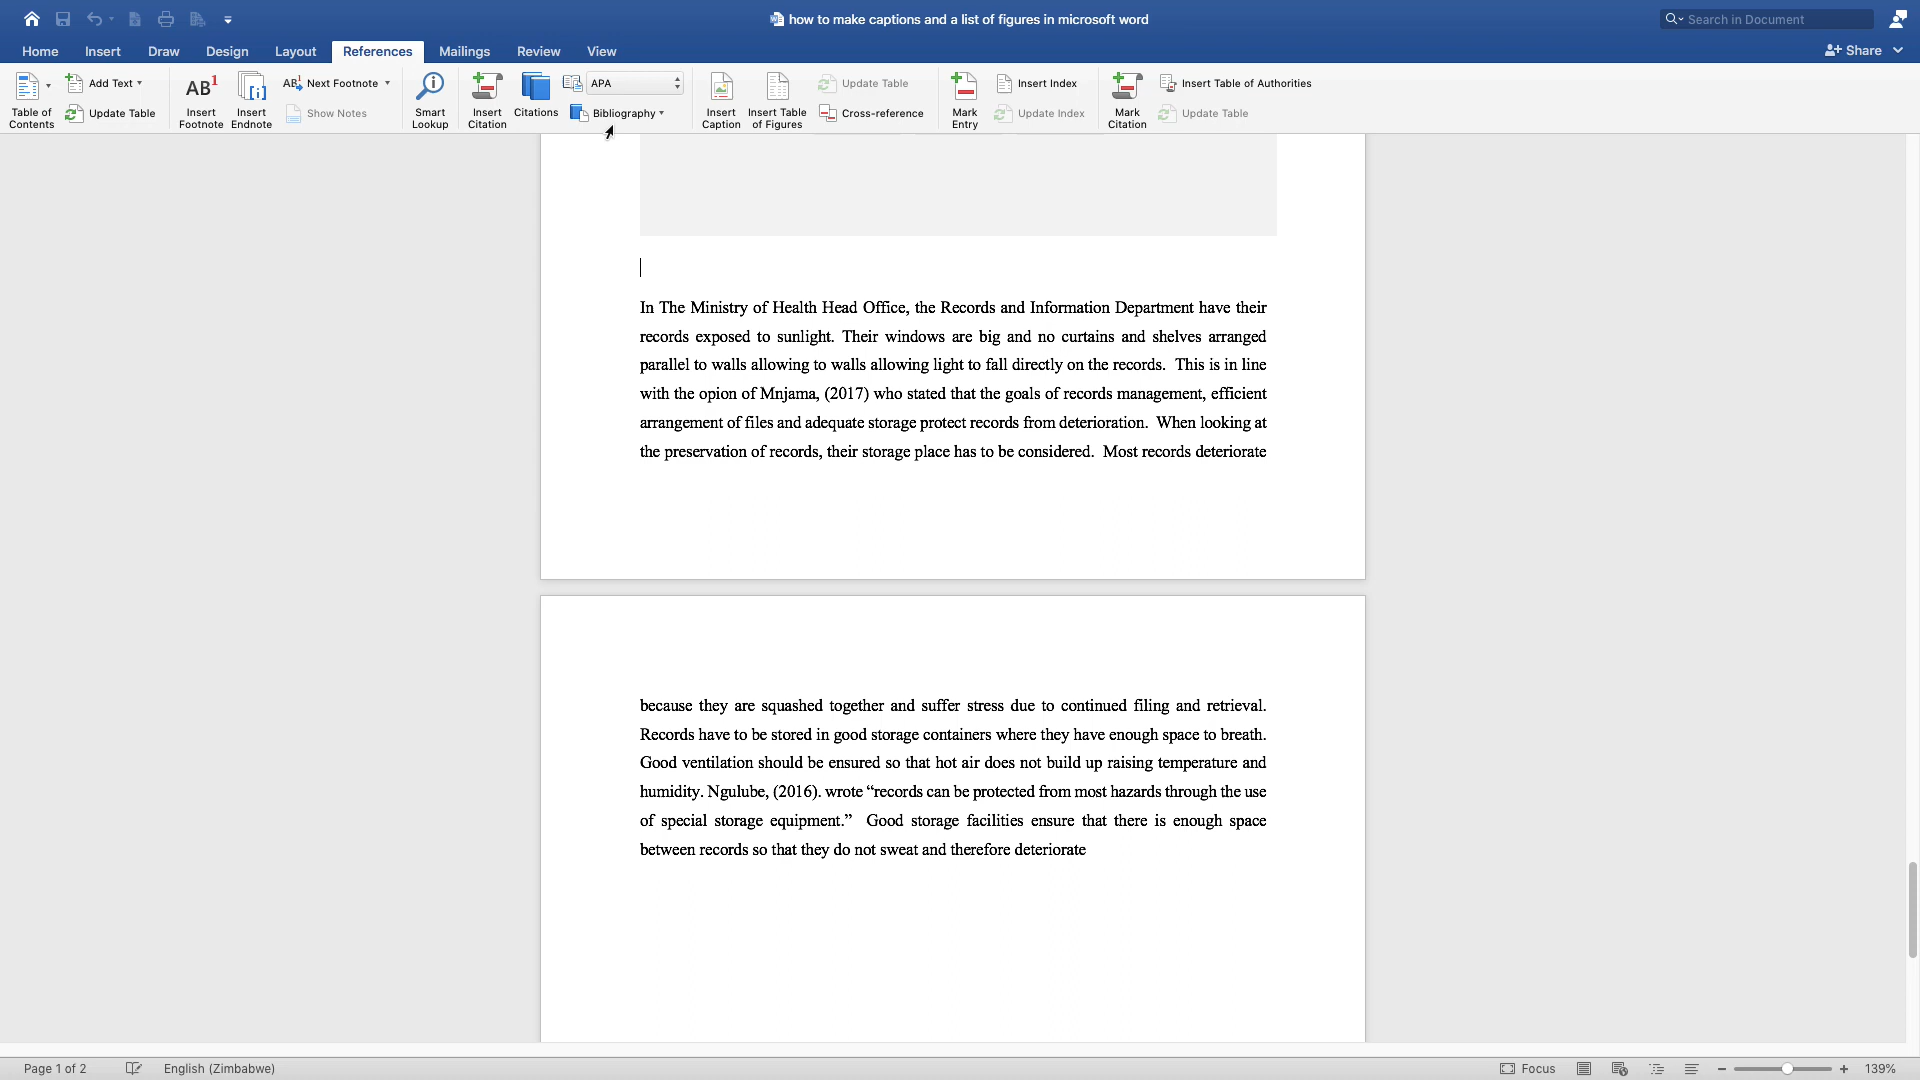 how to make captions and a list of figures in microsoft word
Search in Document
Home Insert Draw Design Layout References Mailings Review View
Share
Table of Contents
Add Text
Update Table
AB1
Insert Footnote
[i]
Insert Endnote
AB1 Next Footnote
Show Notes
Smart Lookup
Insert Citation
Citations
APA
Bibliography
Insert Caption
Insert Table of Figures
Update Table
Cross-reference
Mark Entry
Insert Index
Update Index
Mark Citation
Insert Table of Authorities
Update Table
In The Ministry of Health Head Office, the Records and Information Department have their
records exposed to sunlight. Their windows are big and no curtains and shelves arranged
parallel to walls allowing to walls allowing light to fall directly on the records. This is in line
with the opion of Mnjama, (2017) who stated that the goals of records management, efficient
arrangement of files and adequate storage protect records from deterioration. When looking at
the preservation of records, their storage place has to be considered. Most records deteriorate
because they are squashed together and suffer stress due to continued filing and retrieval.
Records have to be stored in good storage containers where they have enough space to breath.
Good ventilation should be ensured so that hot air does not build up raising temperature and
humidity. Ngulube, (2016). wrote “records can be protected from most hazards through the use
of special storage equipment.” Good storage facilities ensure that there is enough space
between records so that they do not sweat and therefore deteriorate
Page 1 of 2
English (Zimbabwe)
Focus
139%